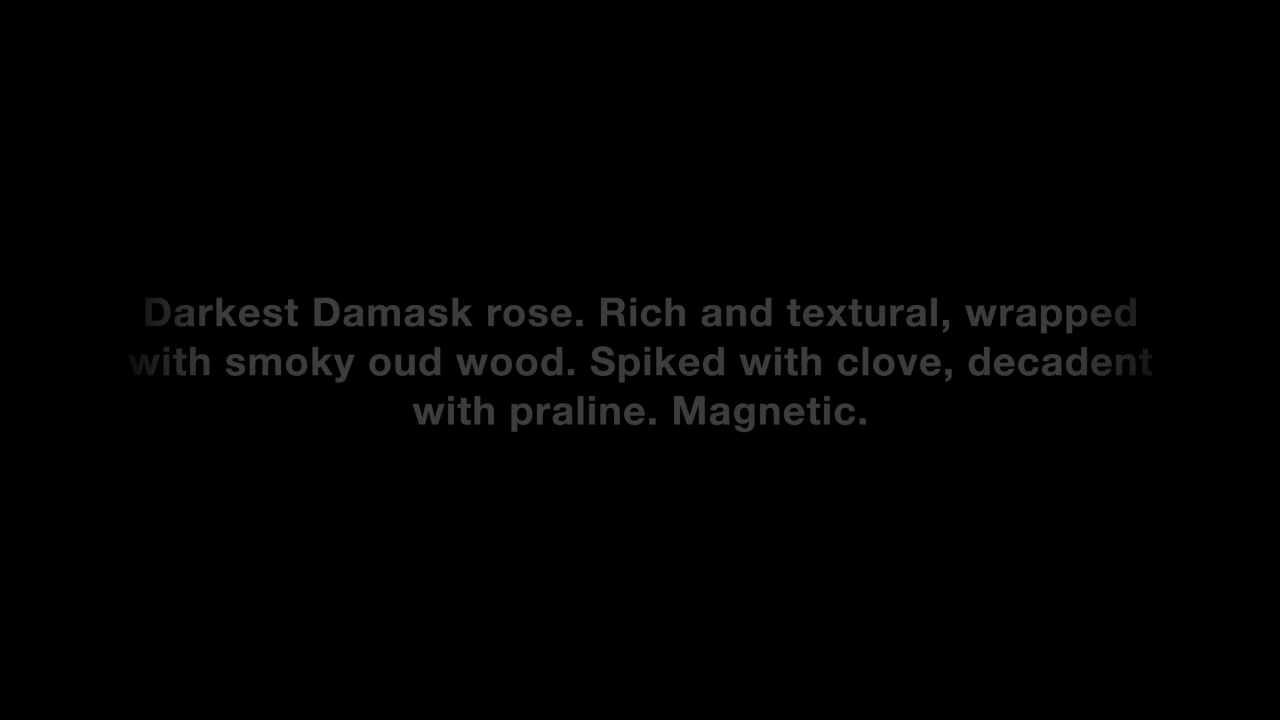 Darkest Damask rose. Rich and textural, wrapped
with smoky oud wood. Spiked with clove, decadent
with praline. Magnetic.